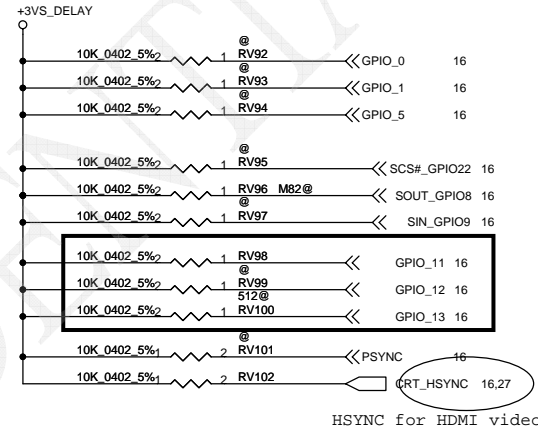 +3VS_DELAY
@
10K_0402_5% 2 1 RV92 GPIO_0 16
@
10K_0402_5% 2 1 RV93 GPIO_1 16
@
10K_0402_5% 2 1 RV94 GPIO_5 16
@
10K_0402_5% 2 1 RV95 SCS#_GPIO22 16
10K_0402_5% 2 1 RV96 M82@ SOUT_GPIO8 16
@
10K_0402_5% 2 1 RV97 SIN_GPIO9 16
10K_0402_5% 2 1 RV98 GPIO_11 16
@
10K_0402_5% 2 1 RV99 GPIO_12 16
512@
10K_0402_5% 2 1 RV100 GPIO_13 16
@
10K_0402_5% 1 2 RV101 PSYNC 16
10K_0402_5% 1 2 RV102 CRT_HSYNC 16,27
HSYNC for HDMI video